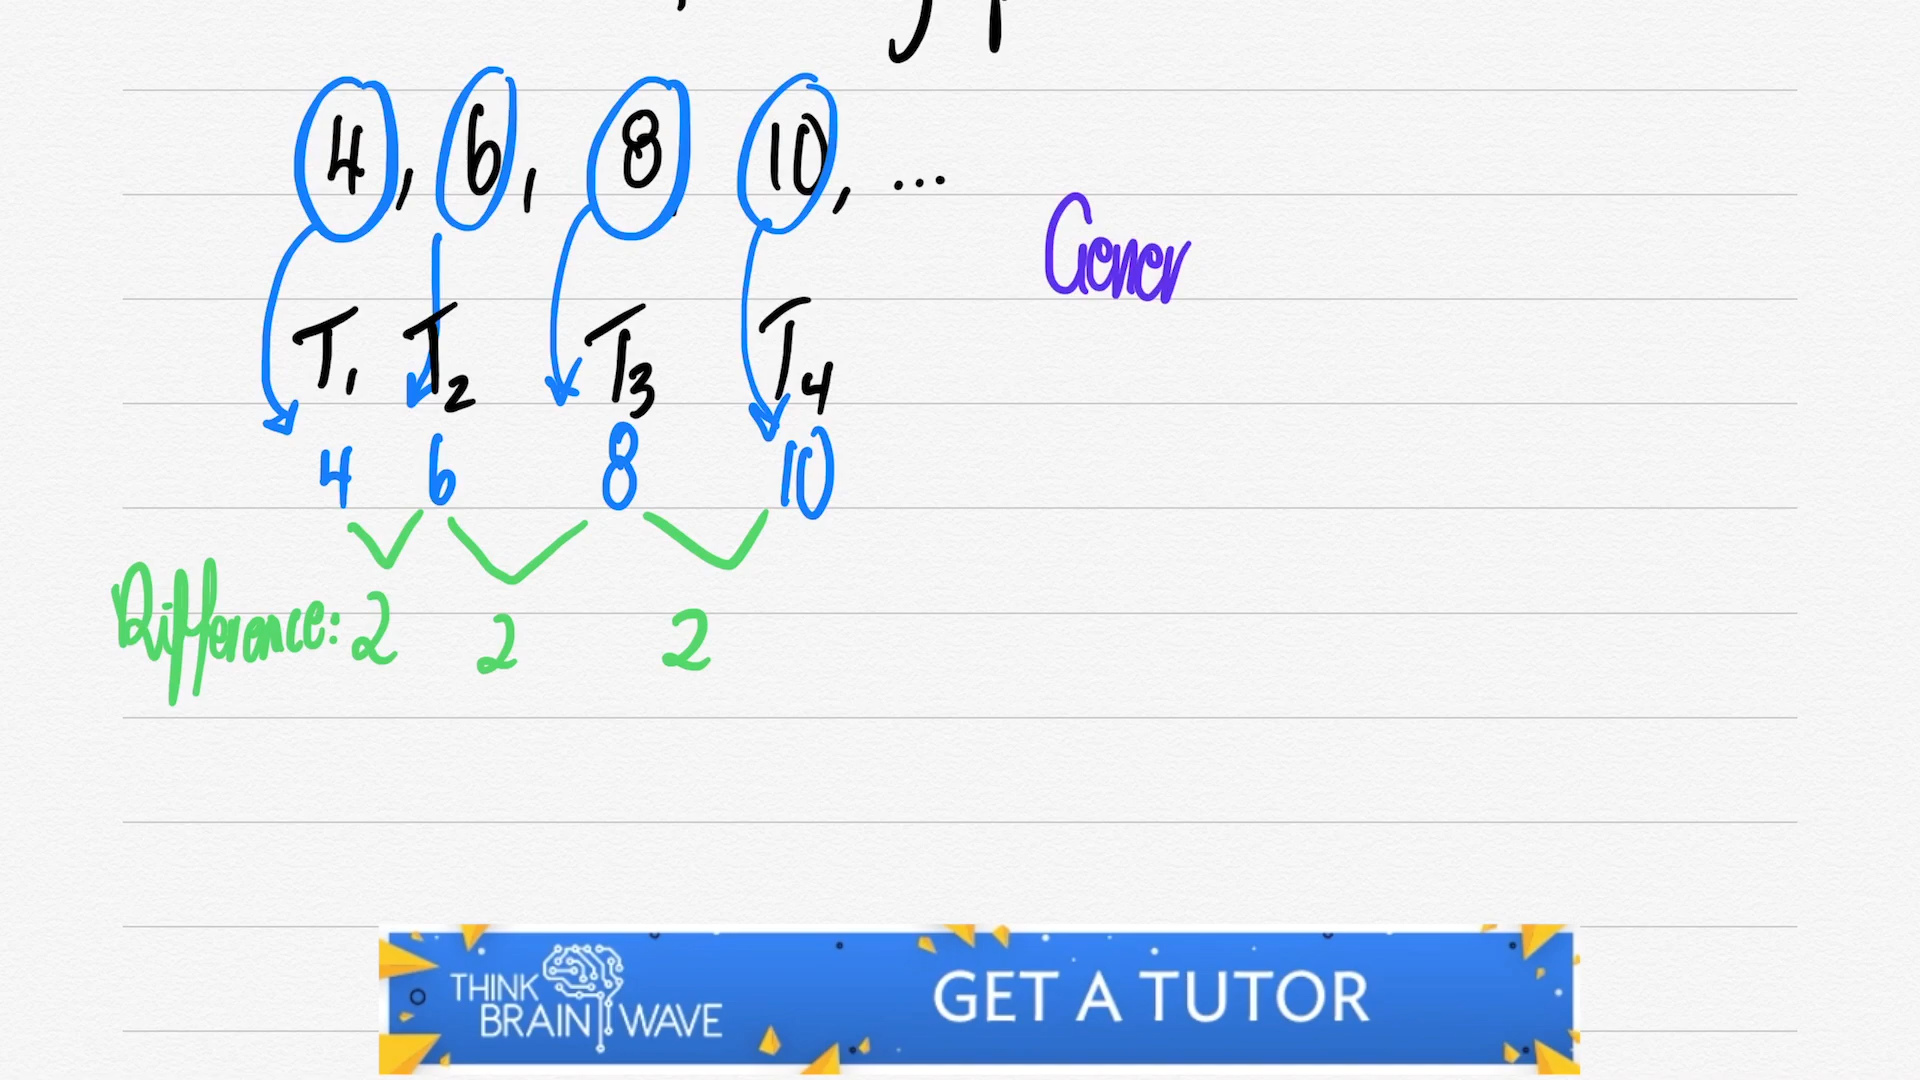 4, 6, 8 10, ...
Gener
T1 T2 T3 T4
4 6 8 10
Difference: 2 2 2
THINK
BRAIN WAVE
GET A TUTOR